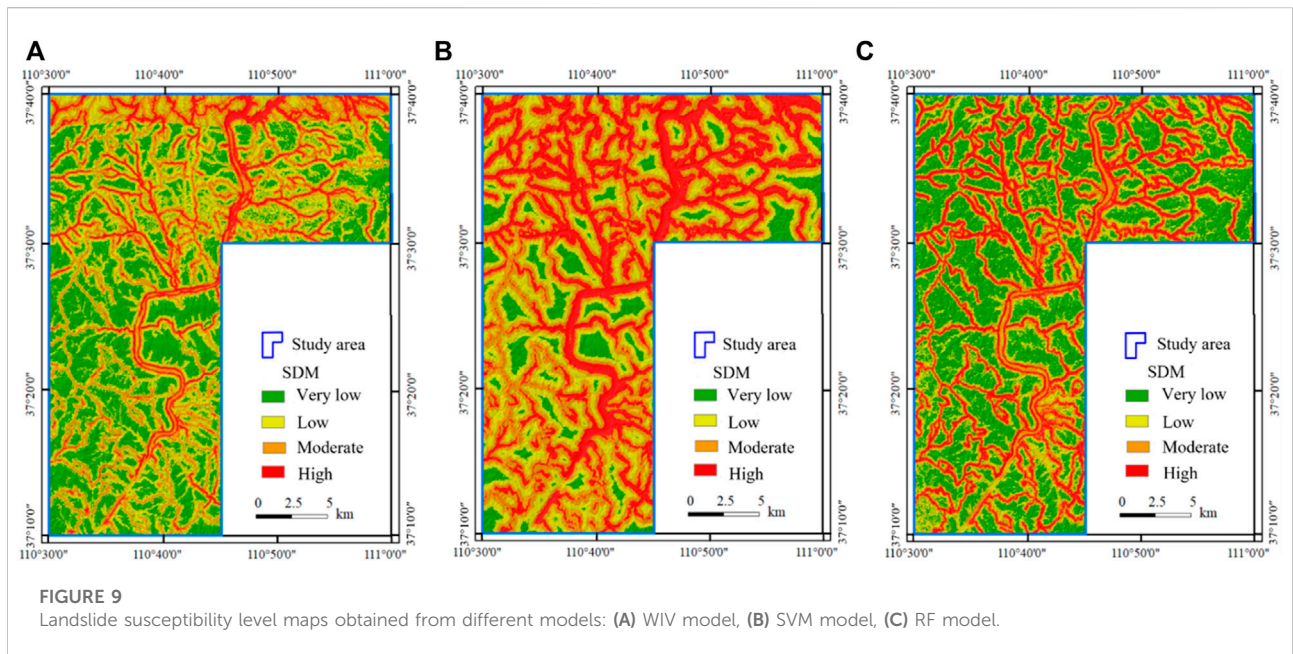 A
110°30'0" 110°40'0" 110°50'0" 111°0'0"
37°40'0"
37°30'0"
37°20'0"
37°10'0"
37°40'0"
37°30'0"
37°20'0"
37°10'0"
Study area
SDM
Very low
Low
Moderate
High
0 2.5 5
km
110°30'0" 110°40'0" 110°50'0" 111°0'0"
B
110°30'0" 110°40'0" 110°50'0" 111°0'0"
37°40'0"
37°30'0"
37°20'0"
37°10'0"
37°40'0"
37°30'0"
37°20'0"
37°10'0"
Study area
SDM
Very low
Low
Moderate
High
0 2.5 5
km
110°30'0" 110°40'0" 110°50'0" 111°0'0"
C
110°30'0" 110°40'0" 110°50'0" 111°0'0"
37°40'0"
37°30'0"
37°20'0"
37°10'0"
37°40'0"
37°30'0"
37°20'0"
37°10'0"
Study area
SDM
Very low
Low
Moderate
High
0 2.5 5
km
110°30'0" 110°40'0" 110°50'0" 111°0'0"
FIGURE 9
Landslide susceptibility level maps obtained from different models: (A) WIV model, (B) SVM model, (C) RF model.